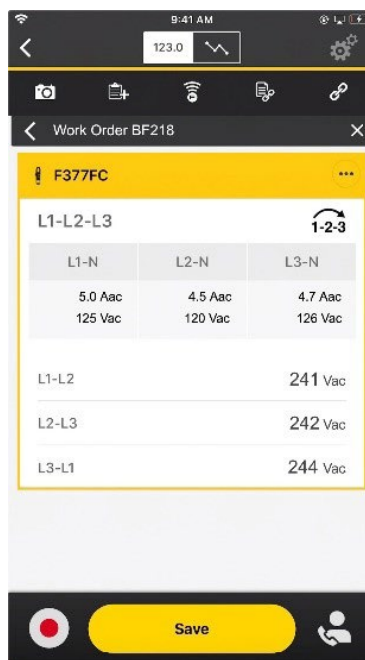 9:41 AM
123.0
Work Order BF218
F377FC
L1-L2-L3
1-2-3
L1-N L2-N L3-N
5.0 Aac 4.5 Aac 4.7 Aac
125 Vac 120 Vac 126 Vac
L1-L2 241 Vac
L2-L3 242 Vac
L3-L1 244 Vac
Save